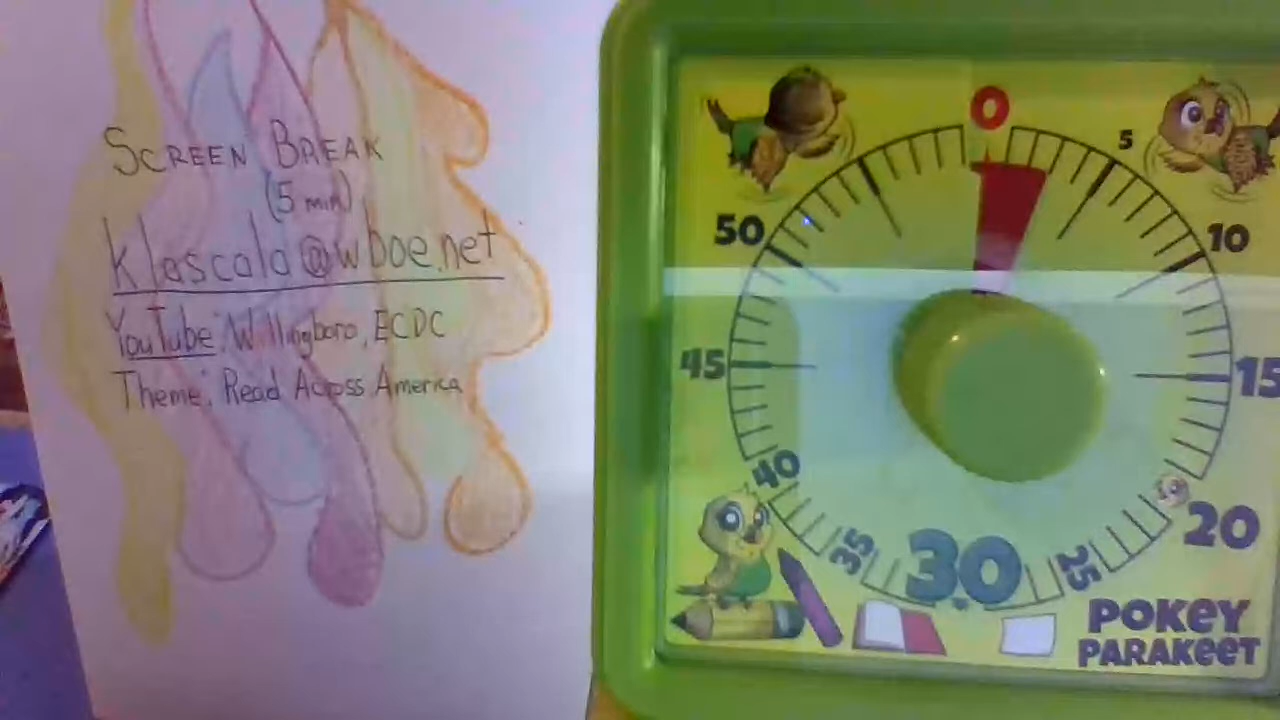 SCREEN BREAK
(5 min)
klascala@wboe.net
YouTube: Willingboro, ECDC
Theme: Read Across America
0
5
10
15
20
25
30
35
40
45
50
POKEY
PARAKEET